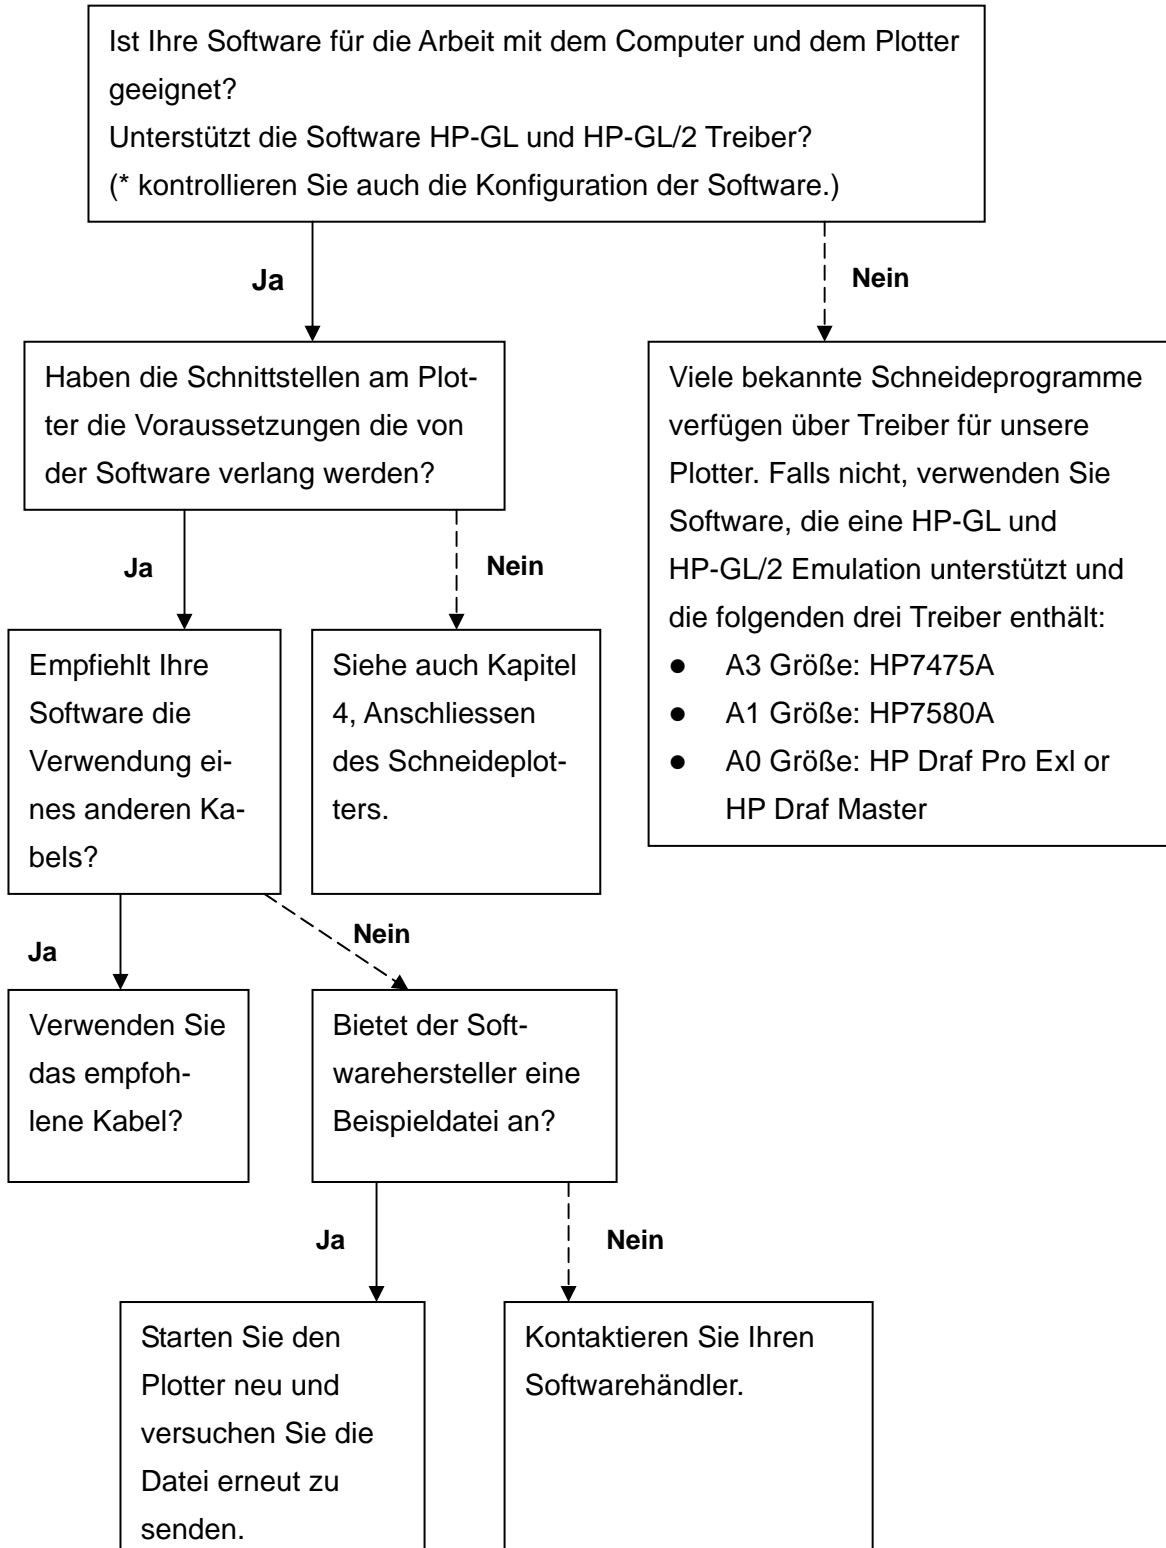 Ist Ihre Software für die Arbeit mit dem Computer und dem Plotter
geeignet?
Unterstützt die Software HP-GL und HP-GL/2 Treiber?
(* kontrollieren Sie auch die Konfiguration der Software.)
Ja
Nein
Haben die Schnittstellen am Plot-
ter die Voraussetzungen die von
der Software verlang werden?
Viele bekannte Schneideprogramme
verfügen über Treiber für unsere
Plotter. Falls nicht, verwenden Sie
Software, die eine HP-GL und
HP-GL/2 Emulation unterstützt und
die folgenden drei Treiber enthält:
● A3 Größe: HP7475A
● A1 Größe: HP7580A
● A0 Größe: HP Draf Pro Exl or
HP Draf Master
Ja
Nein
Empfiehlt Ihre
Software die
Verwendung ei-
nes anderen Ka-
bels?
Siehe auch Kapitel
4, Anschliessen
des Schneideplot-
ters.
Ja
Nein
Verwenden Sie
das empfoh-
lene Kabel?
Bietet der Soft-
warehersteller eine
Beispieldatei an?
Ja
Nein
Starten Sie den
Plotter neu und
versuchen Sie die
Datei erneut zu
senden.
Kontaktieren Sie Ihren
Softwarehändler.